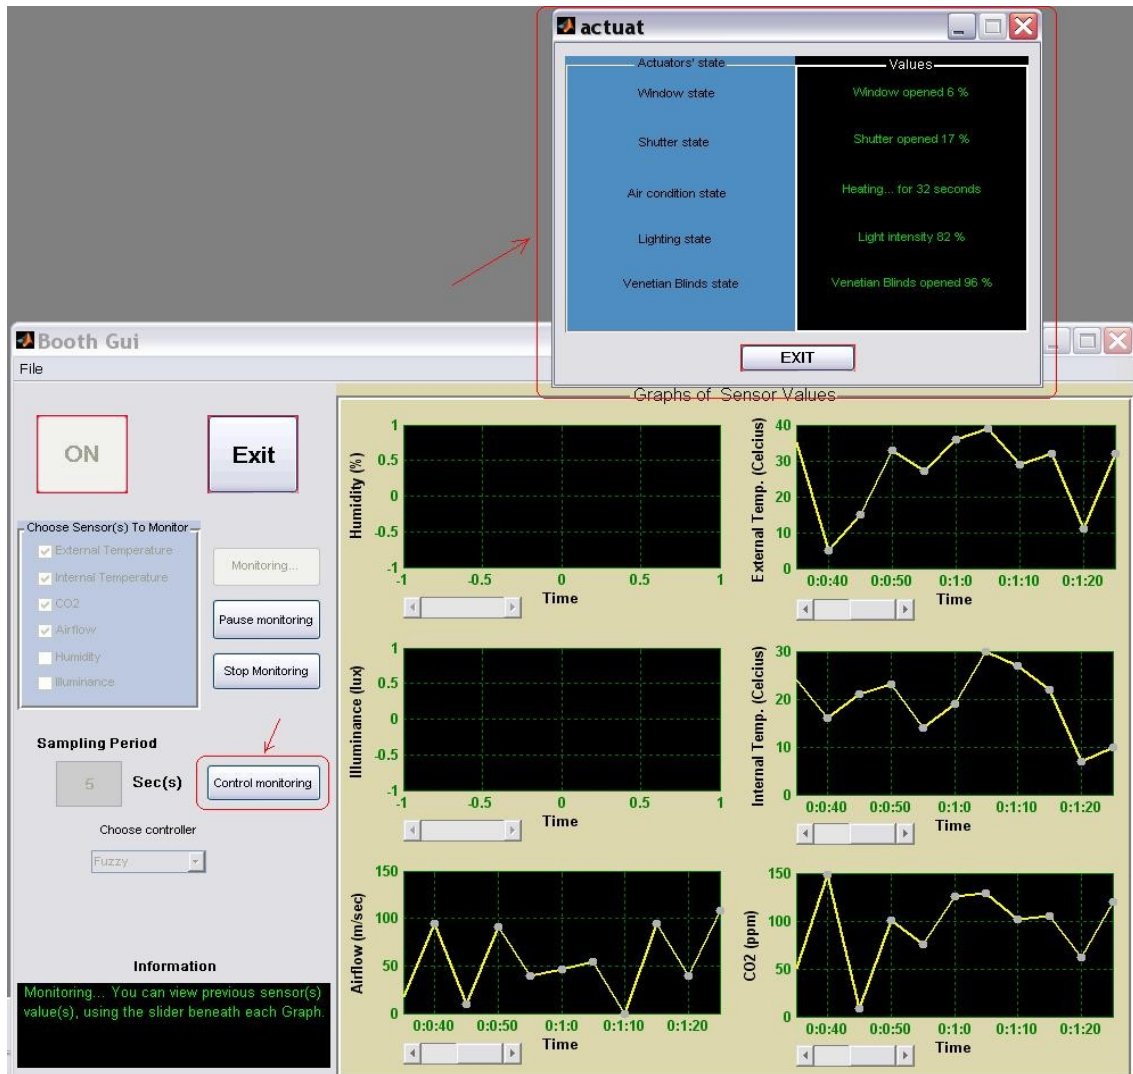 actuat
Actuators' state
Values
Window state
Window opened 6 %
Shutter state
Shutter opened 17 %
Air condition state
Heating... for 32 seconds
Lighting state
Light intensity 82 %
Venetian Blinds state
Venetian Blinds opened 96 %
EXIT
Booth Gui
File
ON
Exit
Choose Sensor(s) To Monitor
External Temperature
Internal Temperature
CO2
Airflow
Humidity
Illuminance
Monitoring...
Pause monitoring
Stop Monitoring
Sampling Period
5
Sec(s)
Control monitoring
Choose controller
Fuzzy
Information
Monitoring... You can view previous sensor(s)
value(s), using the slider beneath each Graph.
Graphs of Sensor Values
Humidity (%)
1
0.5
0
-0.5
-1
-1 -0.5 0 0.5 1
Time
External Temp. (Celcius)
40
30
20
10
0
0:0:40 0:0:50 0:1:0 0:1:10 0:1:20
Time
Illuminance (lux)
1
0.5
0
-0.5
-1
-1 -0.5 0 0.5 1
Time
Internal Temp. (Celcius)
30
20
10
0
0:0:40 0:0:50 0:1:0 0:1:10 0:1:20
Time
Airflow (m/sec)
150
100
50
0
0:0:40 0:0:50 0:1:0 0:1:10 0:1:20
Time
CO2 (ppm)
150
100
50
0
0:0:40 0:0:50 0:1:0 0:1:10 0:1:20
Time